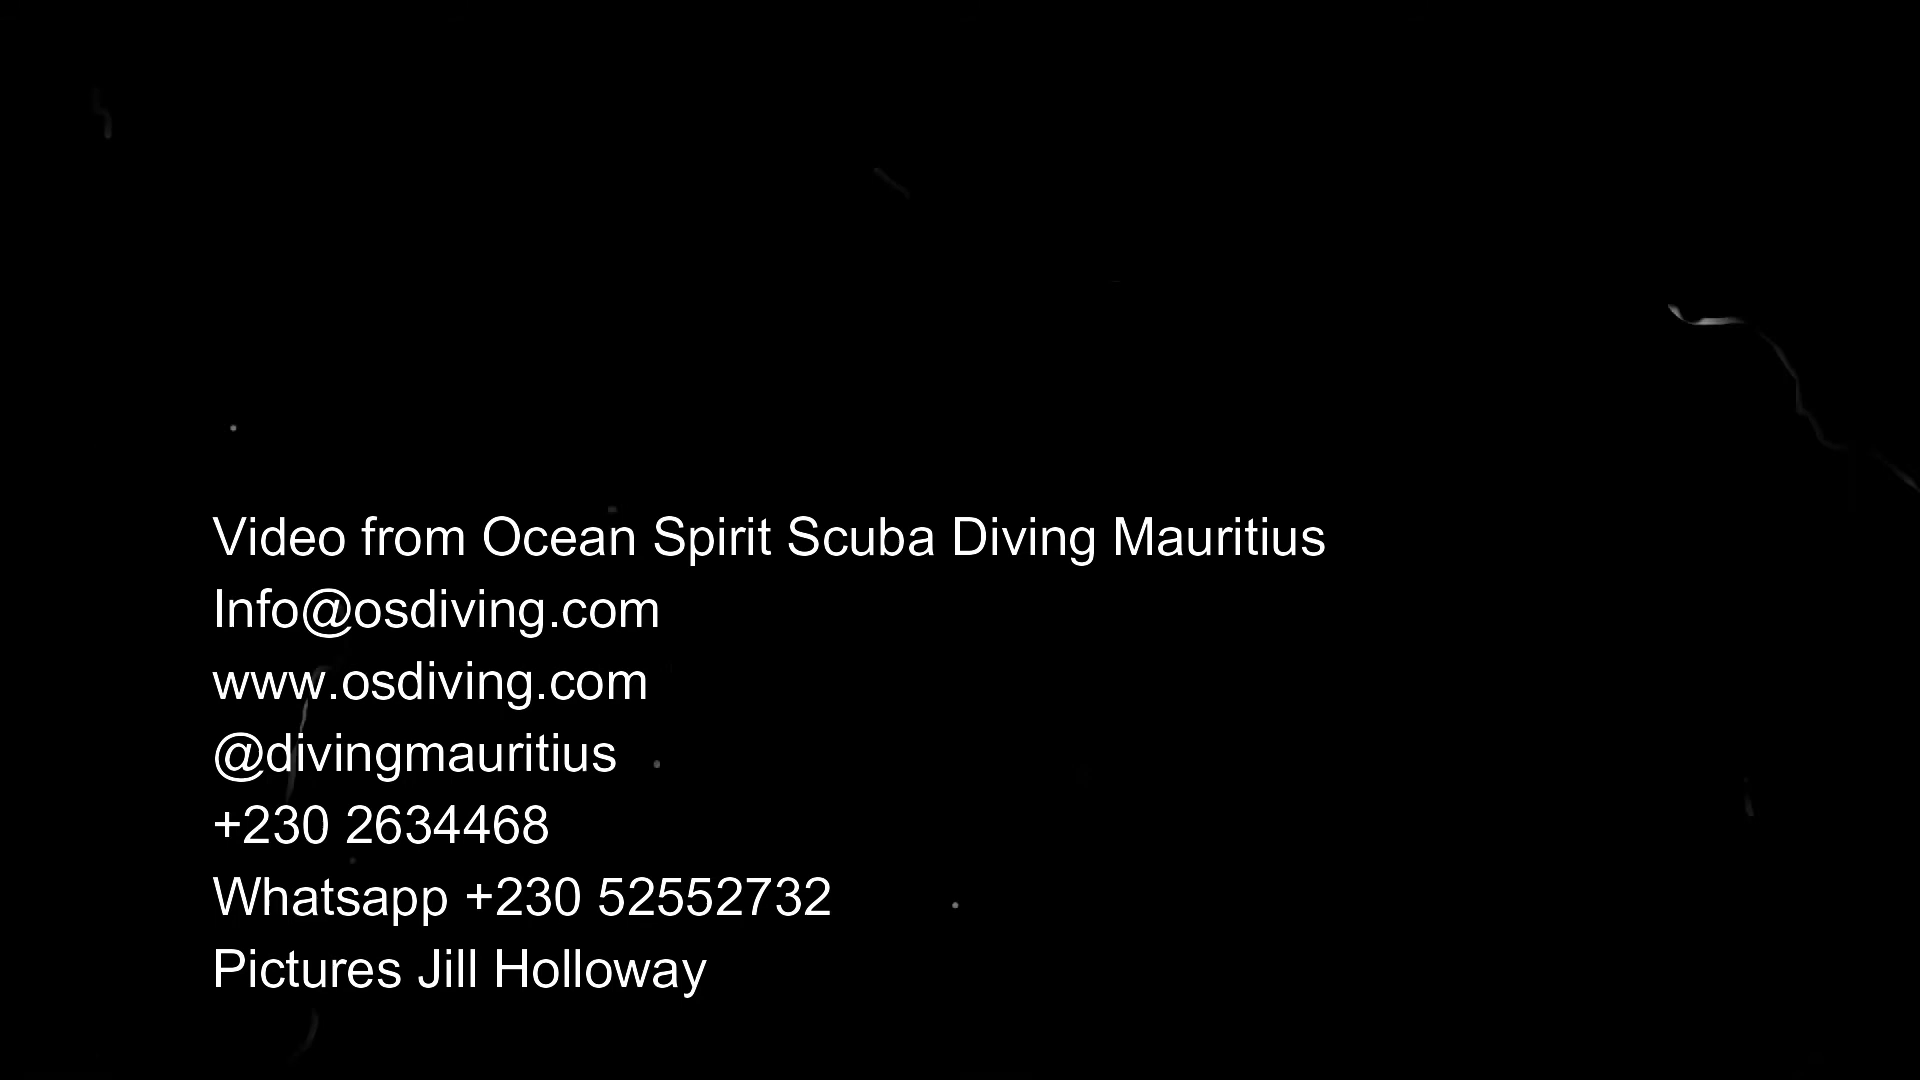 Video from Ocean Spirit Scuba Diving Mauritius
Info@osdiving.com
www.osdiving.com
@divingmauritius
+230 2634468
Whatsapp +230 52552732
Pictures Jill Holloway